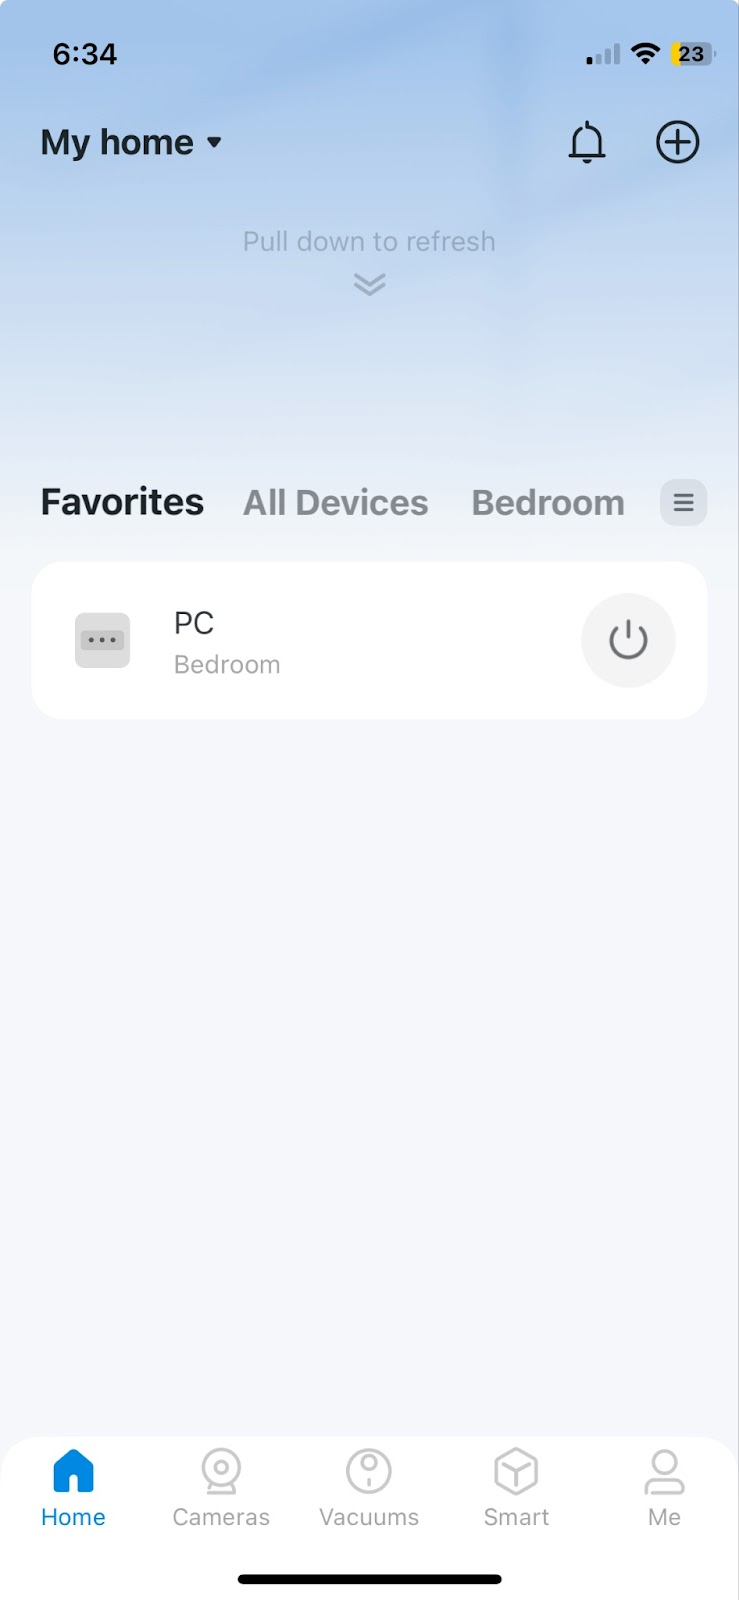 6:34
23
My home
Pull down to refresh
Favorites All Devices Bedroom
PC
Bedroom
Home Cameras Vacuums Smart Me